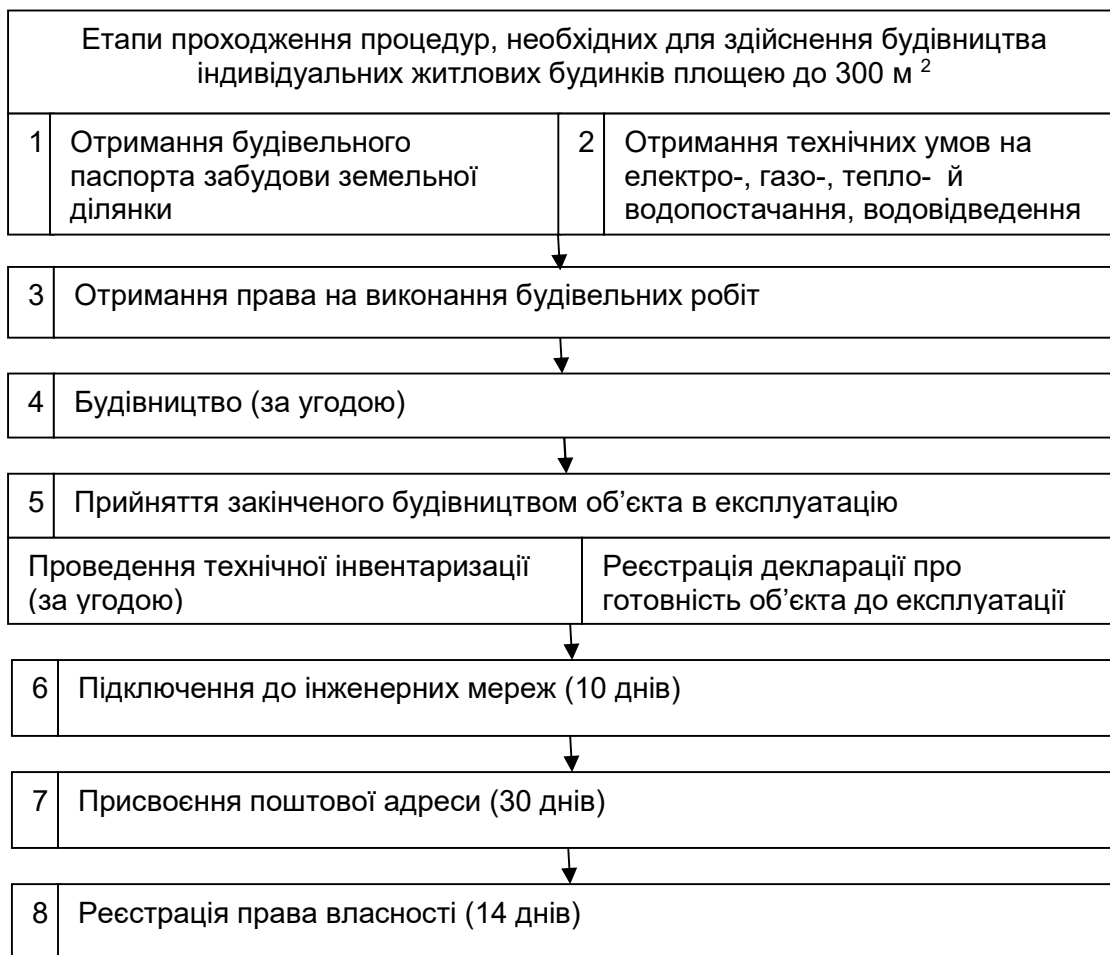 Етапи проходження процедур, необхідних для здійснення будівництва
індивідуальних житлових будинків площею до 300 м ²
1 Отримання будівельного
паспорта забудови земельної
ділянки
2 Отримання технічних умов на
електро-, газо-, тепло- й
водопостачання, водовідведення
3 Отримання права на виконання будівельних робіт
4 Будівництво (за угодою)
5 Прийняття закінченого будівництвом об’єкта в експлуатацію
Проведення технічної інвентаризації
(за угодою)
Реєстрація декларації про
готовність об’єкта до експлуатації
6 Підключення до інженерних мереж (10 днів)
7 Присвоєння поштової адреси (30 днів)
8 Реєстрація права власності (14 днів)